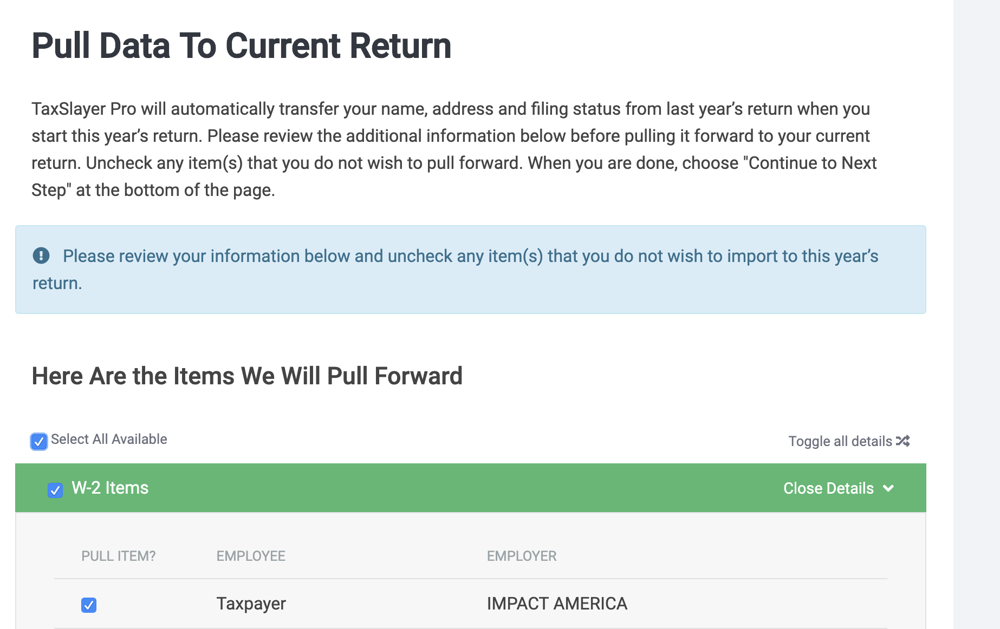 Pull Data To Current Return
TaxSlayer Pro will automatically transfer your name, address and filing status from last year’s return when you
start this year’s return. Please review the additional information below before pulling it forward to your current
return. Uncheck any item(s) that you do not wish to pull forward. When you are done, choose "Continue to Next
Step" at the bottom of the page.
Please review your information below and uncheck any item(s) that you do not wish to import to this year’s
return.
Here Are the Items We Will Pull Forward
Select All Available Toggle all details
W-2 Items Close Details
PULL ITEM? EMPLOYEE EMPLOYER
Taxpayer IMPACT AMERICA